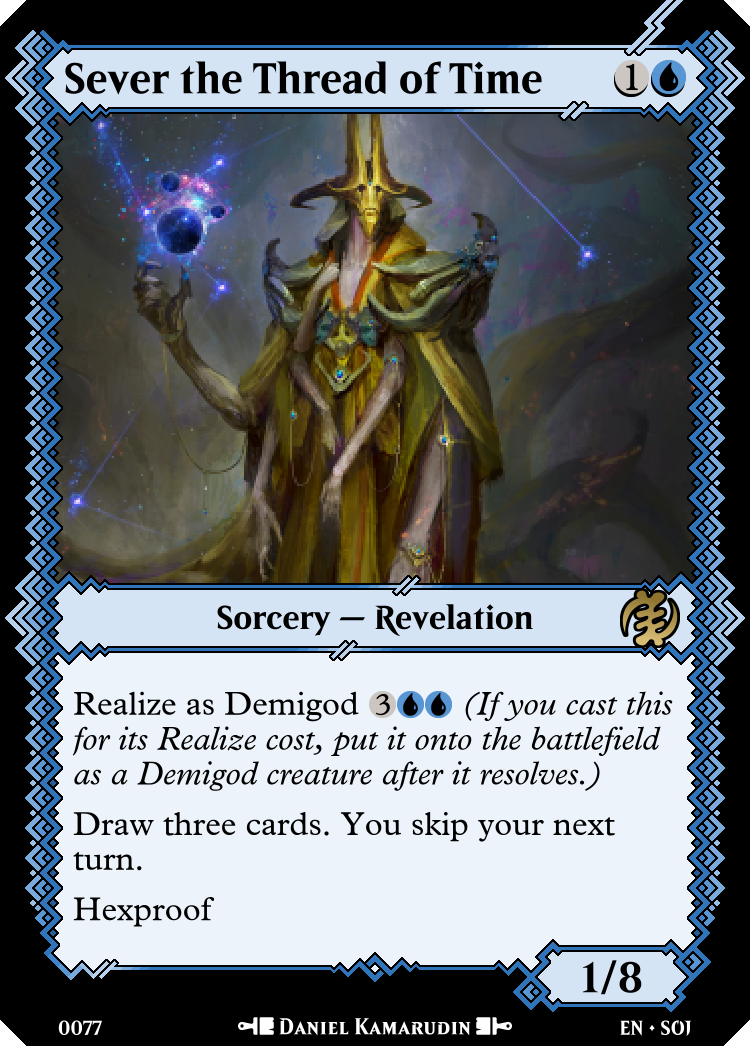 Sever the Thread of Time 1
Sorcery — Revelation
Realize as Demigod 3 (If you cast this
for its Realize cost, put it onto the battlefield
as a Demigod creature after it resolves.)
Draw three cards. You skip your next
turn.
Hexproof
1/8
0077 DANIEL KAMARUDIN EN • SOI